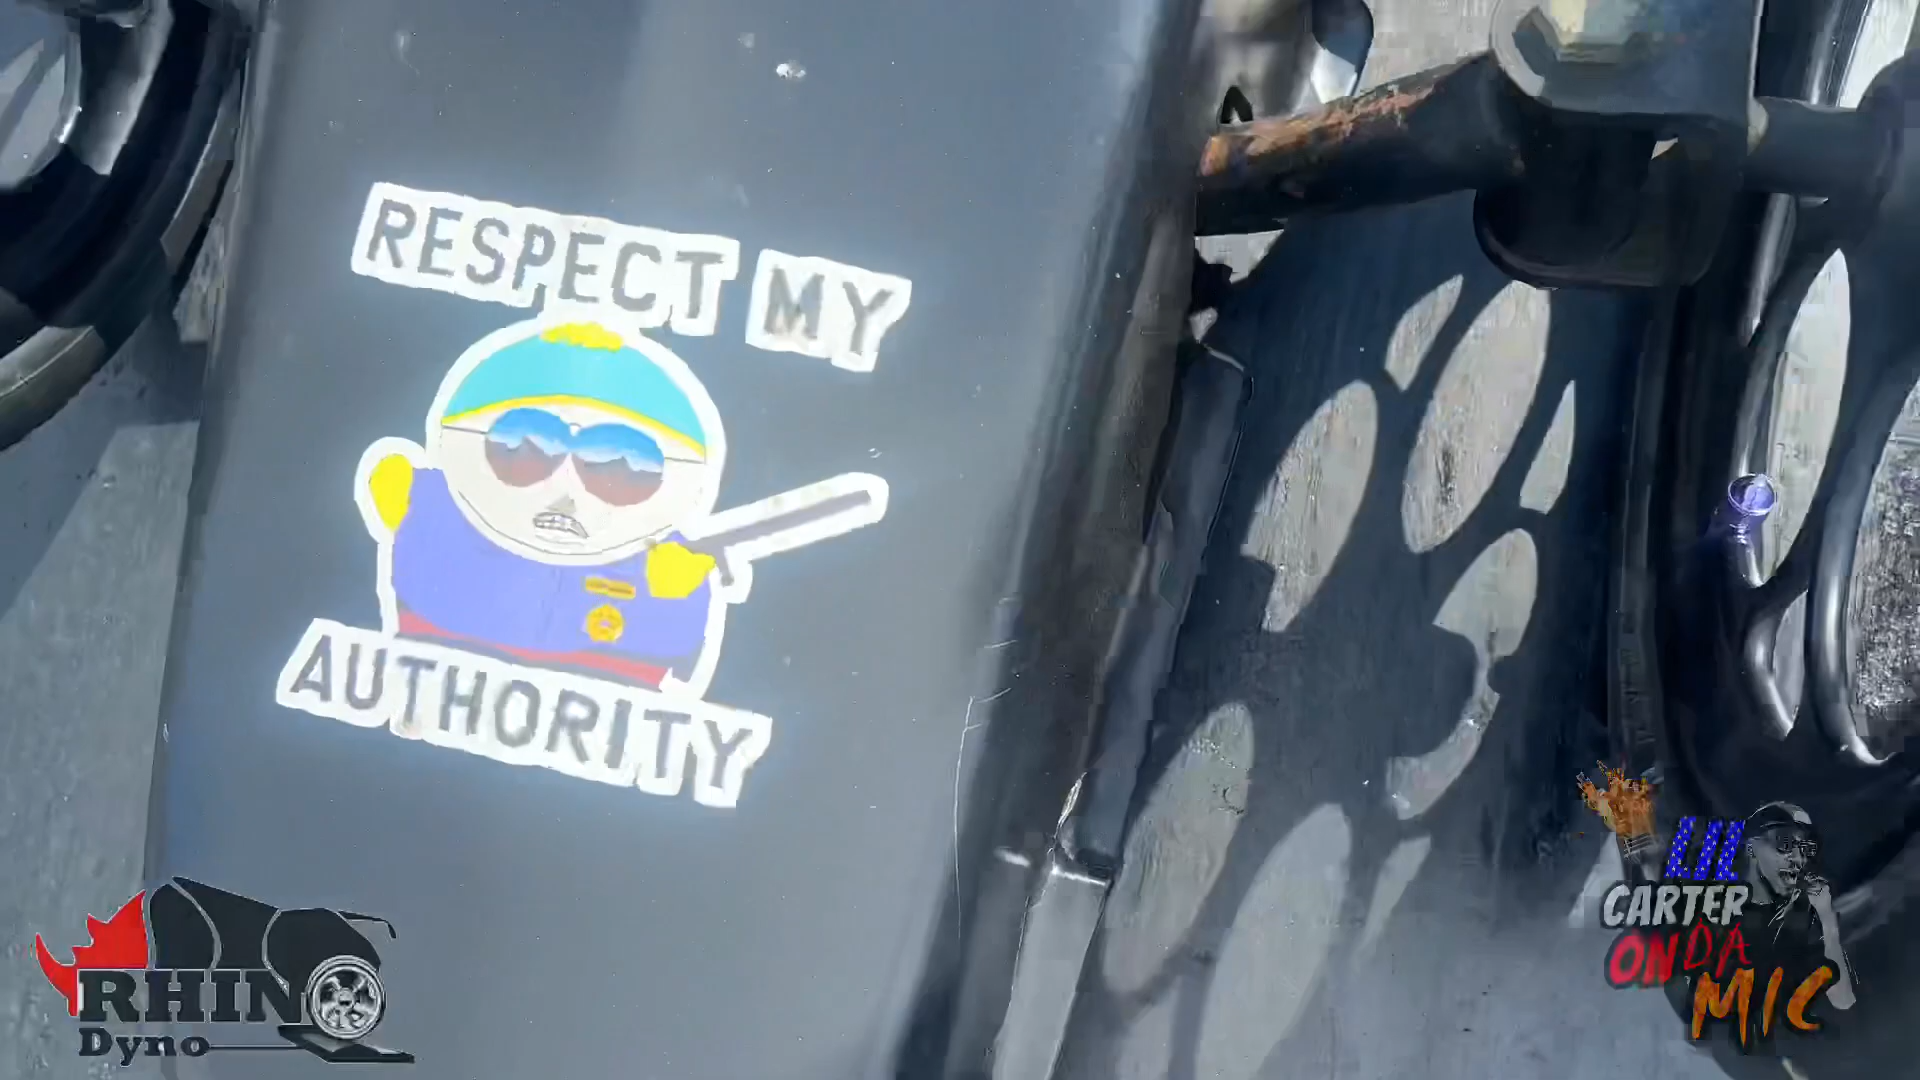 RESPECT MY
AUTHORITY
RHINO
Dyno
LIL
CARTER
ON DA
MIC